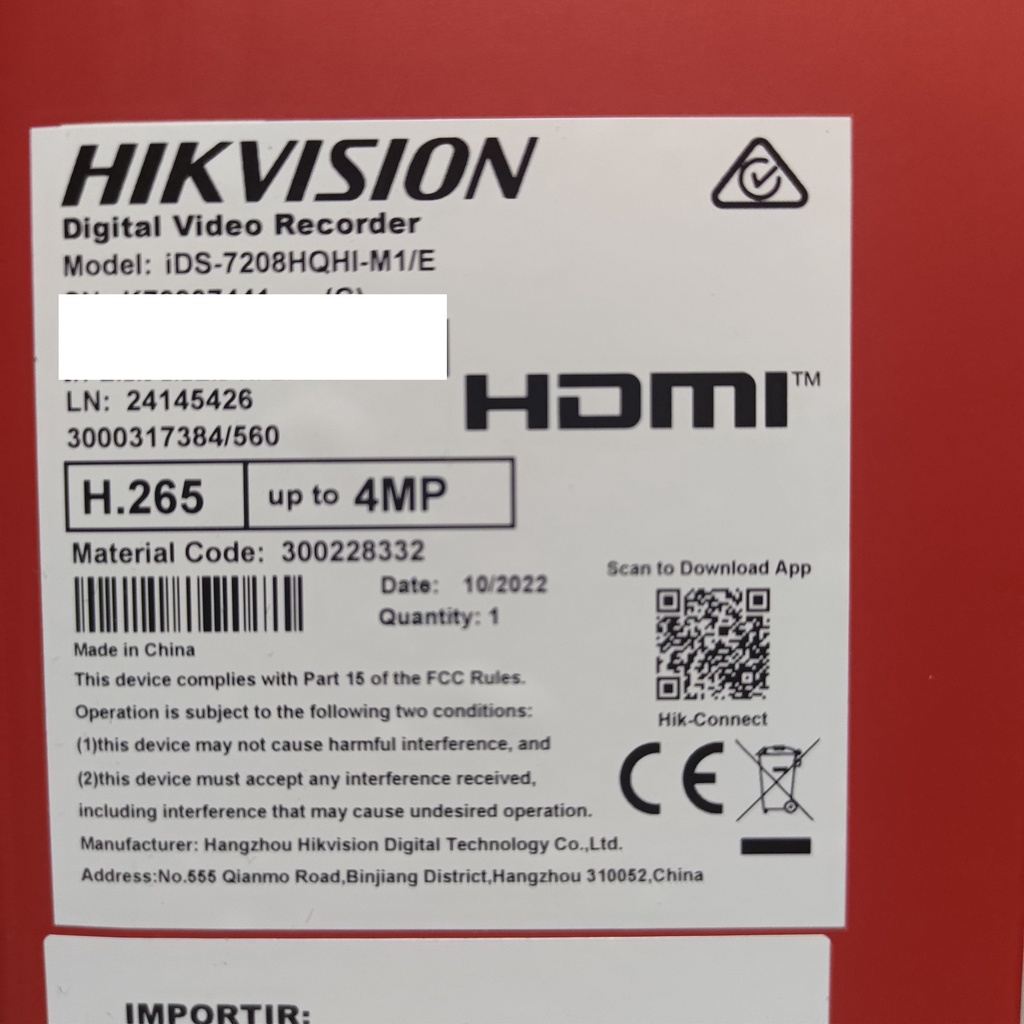 HIKVISION
Digital Video Recorder
Model: iDS-7208HQHI-M1/E
LN: 24145426
HDMI™
3000317384/560
H.265 up to 4MP
Material Code: 300228332
Date: 10/2022
Quantity: 1
Scan to Download App
Hik-Connect
Made in China
This device complies with Part 15 of the FCC Rules.
Operation is subject to the following two conditions:
(1)this device may not cause harmful interference, and
(2)this device must accept any interference received,
including interference that may cause undesired operation.
CE
Manufacturer: Hangzhou Hikvision Digital Technology Co.,Ltd.
Address:No.555 Qianmo Road,Binjiang District,Hangzhou 310052,China
IMPORTIR: